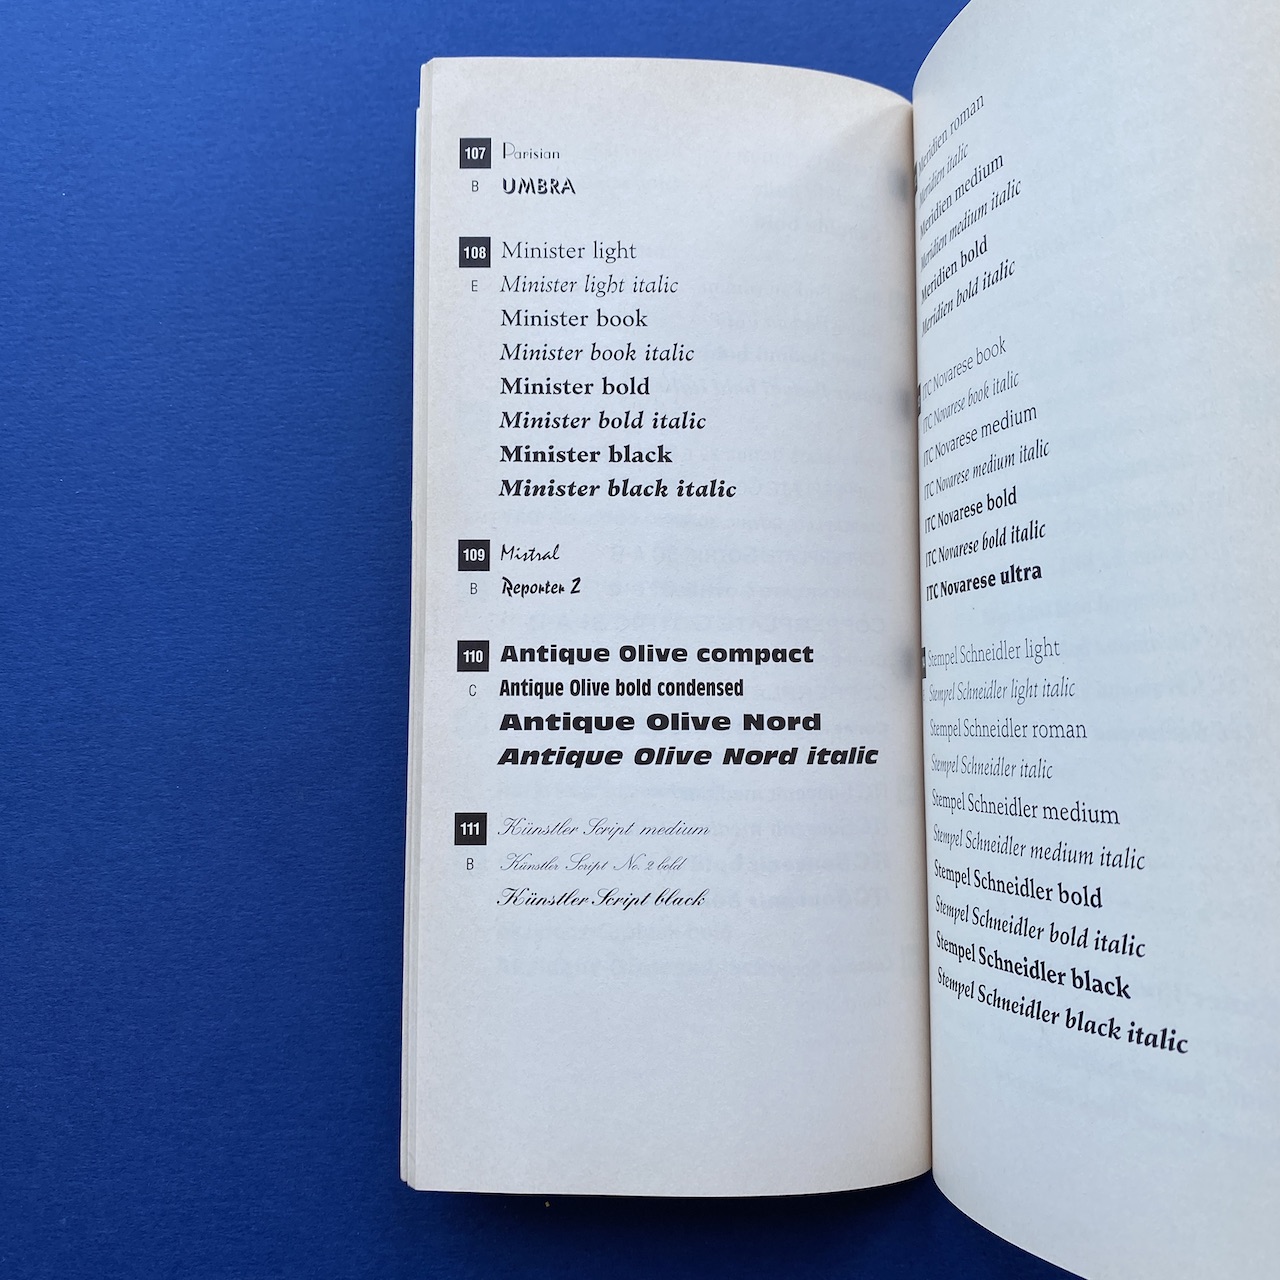 107 Parisian
B UMBRA
108 Minister light
E Minister light italic
Minister book
Minister book italic
Minister bold
Minister bold italic
Minister black
Minister black italic
109 Mistral
B Reporter 2
110 Antique Olive compact
C Antique Olive bold condensed
Antique Olive Nord
Antique Olive Nord italic
111 Künstler Script medium
B Künstler Script No. 2 bold
Künstler Script black
Meridien roman
Meridien italic
Meridien medium
Meridien medium italic
Meridien bold
Meridien bold italic
ITC Novarese book
ITC Novarese book italic
ITC Novarese medium
ITC Novarese medium italic
ITC Novarese bold
ITC Novarese bold italic
ITC Novarese ultra
Stempel Schneidler light
Stempel Schneidler light italic
Stempel Schneidler roman
Stempel Schneidler italic
Stempel Schneidler medium
Stempel Schneidler medium italic
Stempel Schneidler bold
Stempel Schneidler bold italic
Stempel Schneidler black
Stempel Schneidler black italic